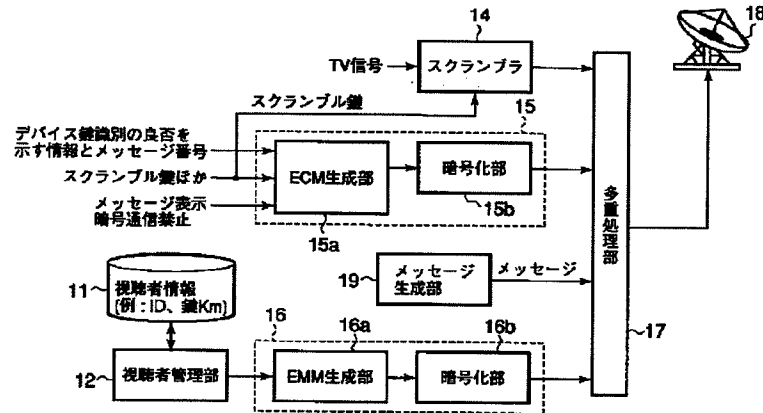 14
18
TV信号
スクランブラ
スクランブル鍵
15
デバイス鍵識別の良否を
示す情報とメッセージ番号
スクランブル鍵ほか
メッセージ表示
暗号通信禁止
ECM生成部
15a
暗号化部
15b
多重処理部
17
19
メッセージ
生成部
メッセージ
11
視聴者情報
(例:ID、鍵Km)
12
視聴者管理部
16
16a
EMM生成部
16b
暗号化部